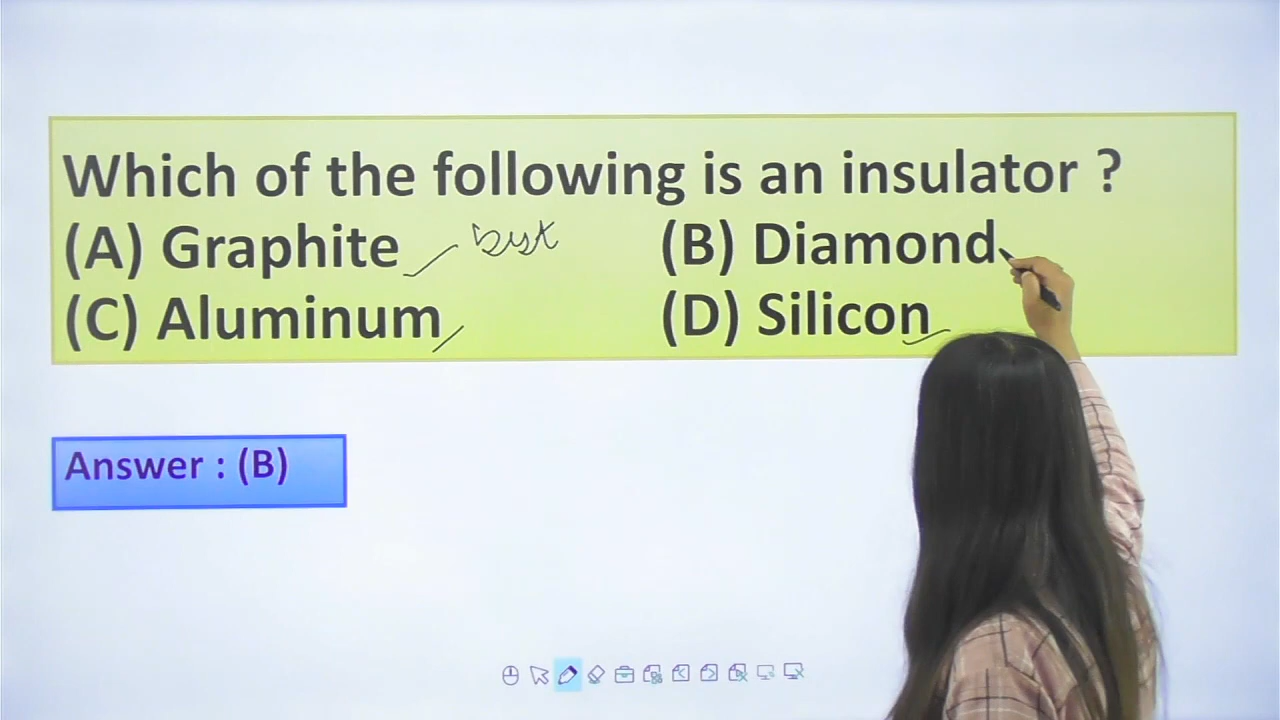 Which of the following is an insulator ?
(A) Graphite (B) Diamond
(C) Aluminum (D) Silicon
Answer : (B)